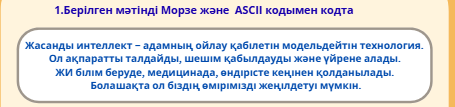 1.Берілген мәтінді Морзе және ASCII кодымен кодта
Жасанды интеллект – адамның ойлау қабілетін модельдейтін технология.
Ол ақпаратты талдайды, шешім қабылдауды және үйрене алады.
ЖИ білім беруде, медицинада, өндірісте кеңінен қолданылады.
Болашақта ол біздің өмірімізді жеңілдетуі мүмкін.